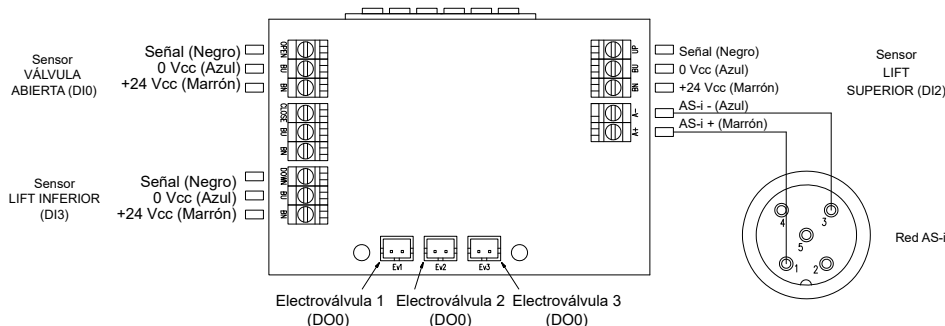 Sensor
VÁLVULA
ABIERTA (DI0)
Señal (Negro)
0 Vcc (Azul)
+24 Vcc (Marrón)
OPEN
BU
BN
CLOSE
BU
BN
Sensor
LIFT INFERIOR
(DI3)
Señal (Negro)
0 Vcc (Azul)
+24 Vcc (Marrón)
DOWN
BU
BN
UP
BU
BN
A-
A+
Señal (Negro)
0 Vcc (Azul)
+24 Vcc (Marrón)
AS-i - (Azul)
AS-i + (Marrón)
Sensor
LIFT
SUPERIOR (DI2)
4
3
5
1
2
Red AS-i
Ev1
Ev2
Ev3
Electroválvula 1
(DO0)
Electroválvula 2
(DO0)
Electroválvula 3
(DO0)